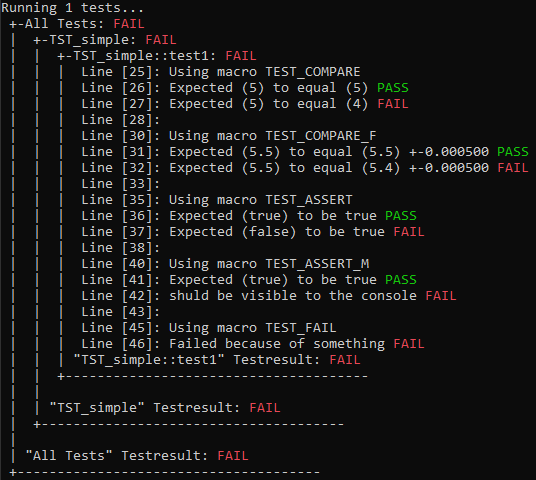 Running 1 tests...
+-All Tests: FAIL
| +-TST_simple: FAIL
| | +-TST_simple::test1: FAIL
| | | Line [25]: Using macro TEST_COMPARE
| | | Line [26]: Expected (5) to equal (5) PASS
| | | Line [27]: Expected (5) to equal (4) FAIL
| | | Line [28]:
| | | Line [30]: Using macro TEST_COMPARE_F
| | | Line [31]: Expected (5.5) to equal (5.5) +-0.000500 PASS
| | | Line [32]: Expected (5.5) to equal (5.4) +-0.000500 FAIL
| | | Line [33]:
| | | Line [35]: Using macro TEST_ASSERT
| | | Line [36]: Expected (true) to be true PASS
| | | Line [37]: Expected (false) to be true FAIL
| | | Line [38]:
| | | Line [40]: Using macro TEST_ASSERT_M
| | | Line [41]: Expected (true) to be true PASS
| | | Line [42]: shuld be visible to the console FAIL
| | | Line [43]:
| | | Line [45]: Using macro TEST_FAIL
| | | Line [46]: Failed because of something FAIL
| | | "TST_simple::test1" Testresult: FAIL
| | +--------------------------------------
| |
| | "TST_simple" Testresult: FAIL
| +--------------------------------------
|
| "All Tests" Testresult: FAIL
+--------------------------------------